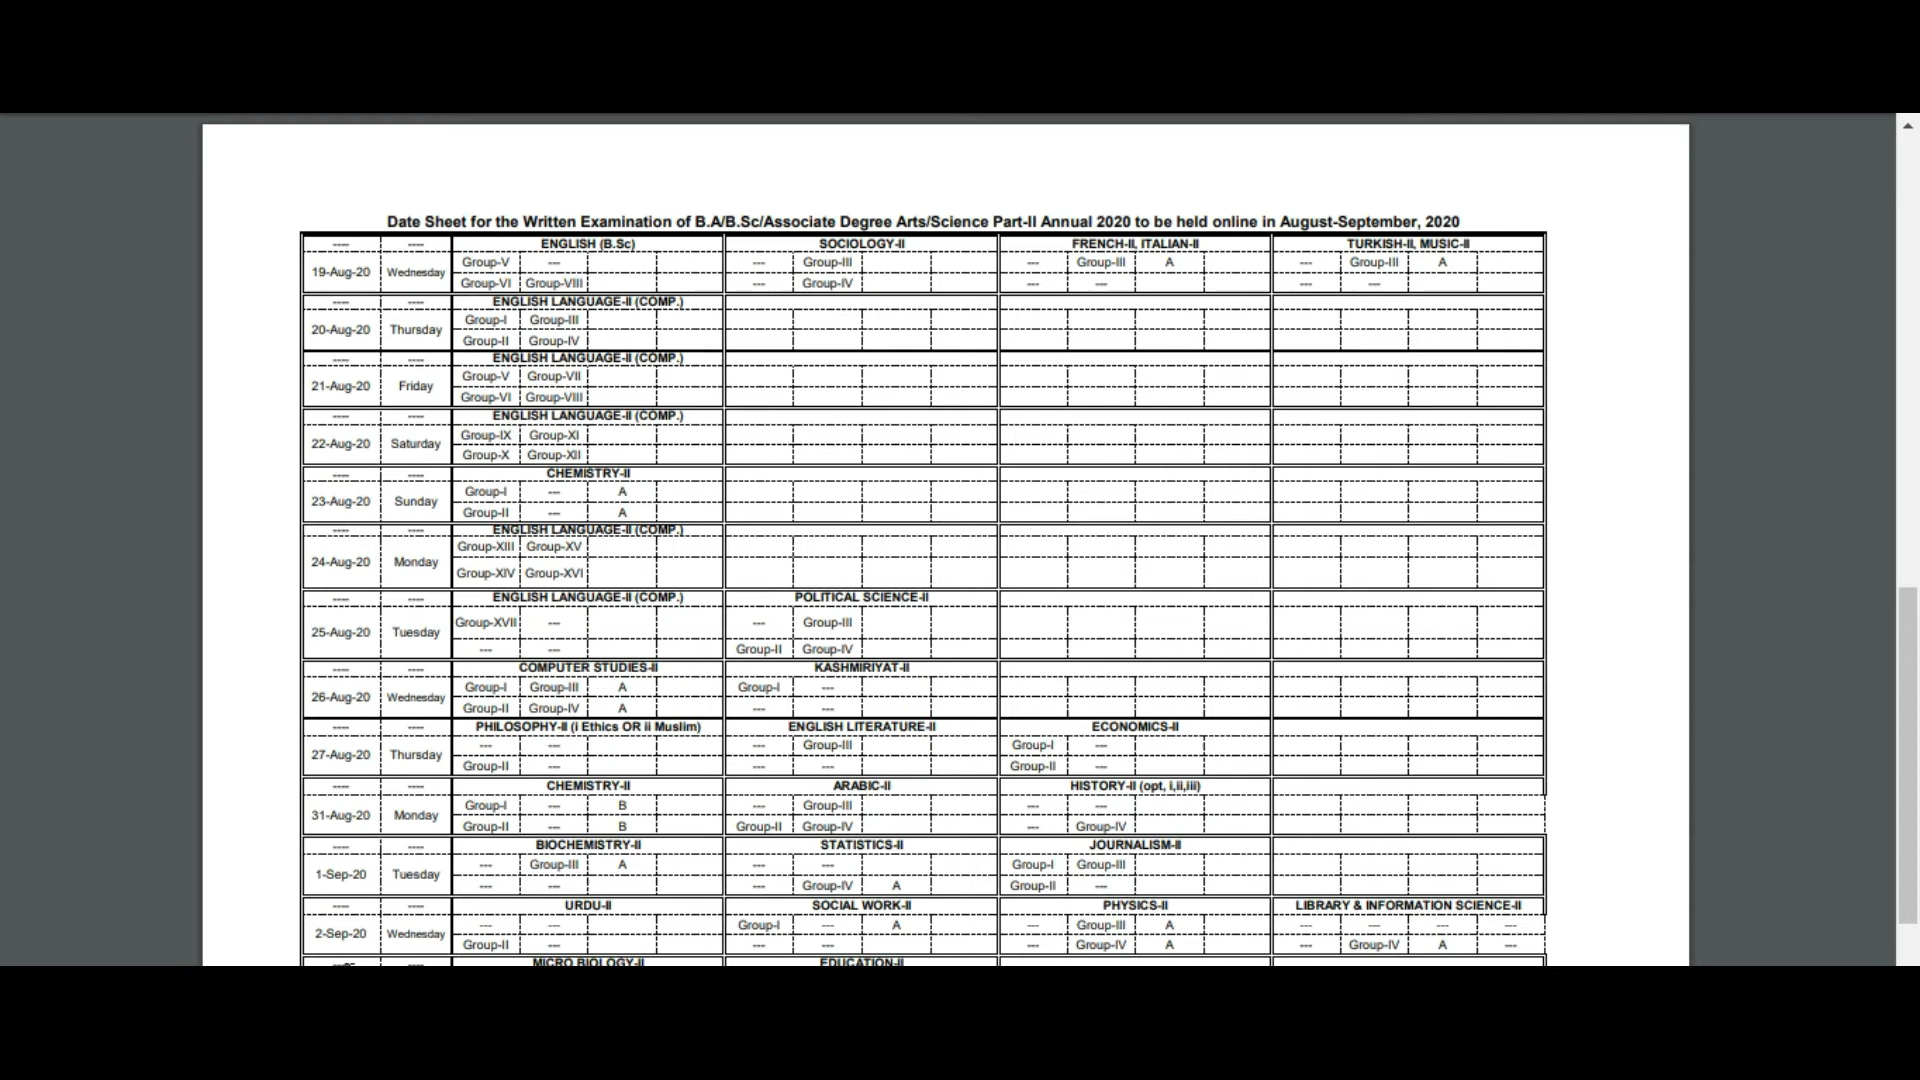 Date Sheet for the Written Examination of B.A/B.Sc/Associate Degree Arts/Science Part-II Annual 2020 to be held online in August-September, 2020
---- ---- ENGLISH (B.Sc) SOCIOLOGY-II FRENCH-II, ITALIAN-II TURKISH-II, MUSIC-II
19-Aug-20 Wednesday
Group-V --- --- Group-III --- Group-III A --- Group-III A
Group-VI Group-VIII --- Group-IV --- --- --- ---
---- ---- ENGLISH LANGUAGE-II (COMP.)
20-Aug-20 Thursday
Group-I Group-III
Group-II Group-IV
---- ---- ENGLISH LANGUAGE-II (COMP.)
21-Aug-20 Friday
Group-V Group-VII
Group-VI Group-VIII
---- ---- ENGLISH LANGUAGE-II (COMP.)
22-Aug-20 Saturday
Group-IX Group-XI
Group-X Group-XII
---- ---- CHEMISTRY-II
23-Aug-20 Sunday
Group-I --- A
Group-II --- A
---- ---- ENGLISH LANGUAGE-II (COMP.)
24-Aug-20 Monday
Group-XIII Group-XV
Group-XIV Group-XVI
---- ---- ENGLISH LANGUAGE-II (COMP.) POLITICAL SCIENCE-II
25-Aug-20 Tuesday
Group-XVII --- --- Group-III
--- --- Group-II Group-IV
---- ---- COMPUTER STUDIES-II KASHMIRIYAT-II
26-Aug-20 Wednesday
Group-I Group-III A Group-I ---
Group-II Group-IV A --- ---
---- ---- PHILOSOPHY-II (i Ethics OR ii Muslim) ENGLISH LITERATURE-II ECONOMICS-II
27-Aug-20 Thursday
--- --- --- Group-III Group-I ---
Group-II --- --- --- Group-II ---
---- ---- CHEMISTRY-II ARABIC-II HISTORY-II (opt, i,ii,iii)
31-Aug-20 Monday
Group-I --- B --- Group-III --- ---
Group-II --- B Group-II Group-IV --- Group-IV
---- ---- BIOCHEMISTRY-II STATISTICS-II JOURNALISM-II
1-Sep-20 Tuesday
--- Group-III A --- --- Group-I Group-III
--- --- --- Group-IV A Group-II ---
---- ---- URDU-II SOCIAL WORK-II PHYSICS-II LIBRARY & INFORMATION SCIENCE-II
2-Sep-20 Wednesday
--- --- Group-I --- A --- Group-III A --- --- --- ---
Group-II --- --- --- --- Group-IV A --- Group-IV A ---
---- ---- MICRO BIOLOGY-II EDUCATION-II